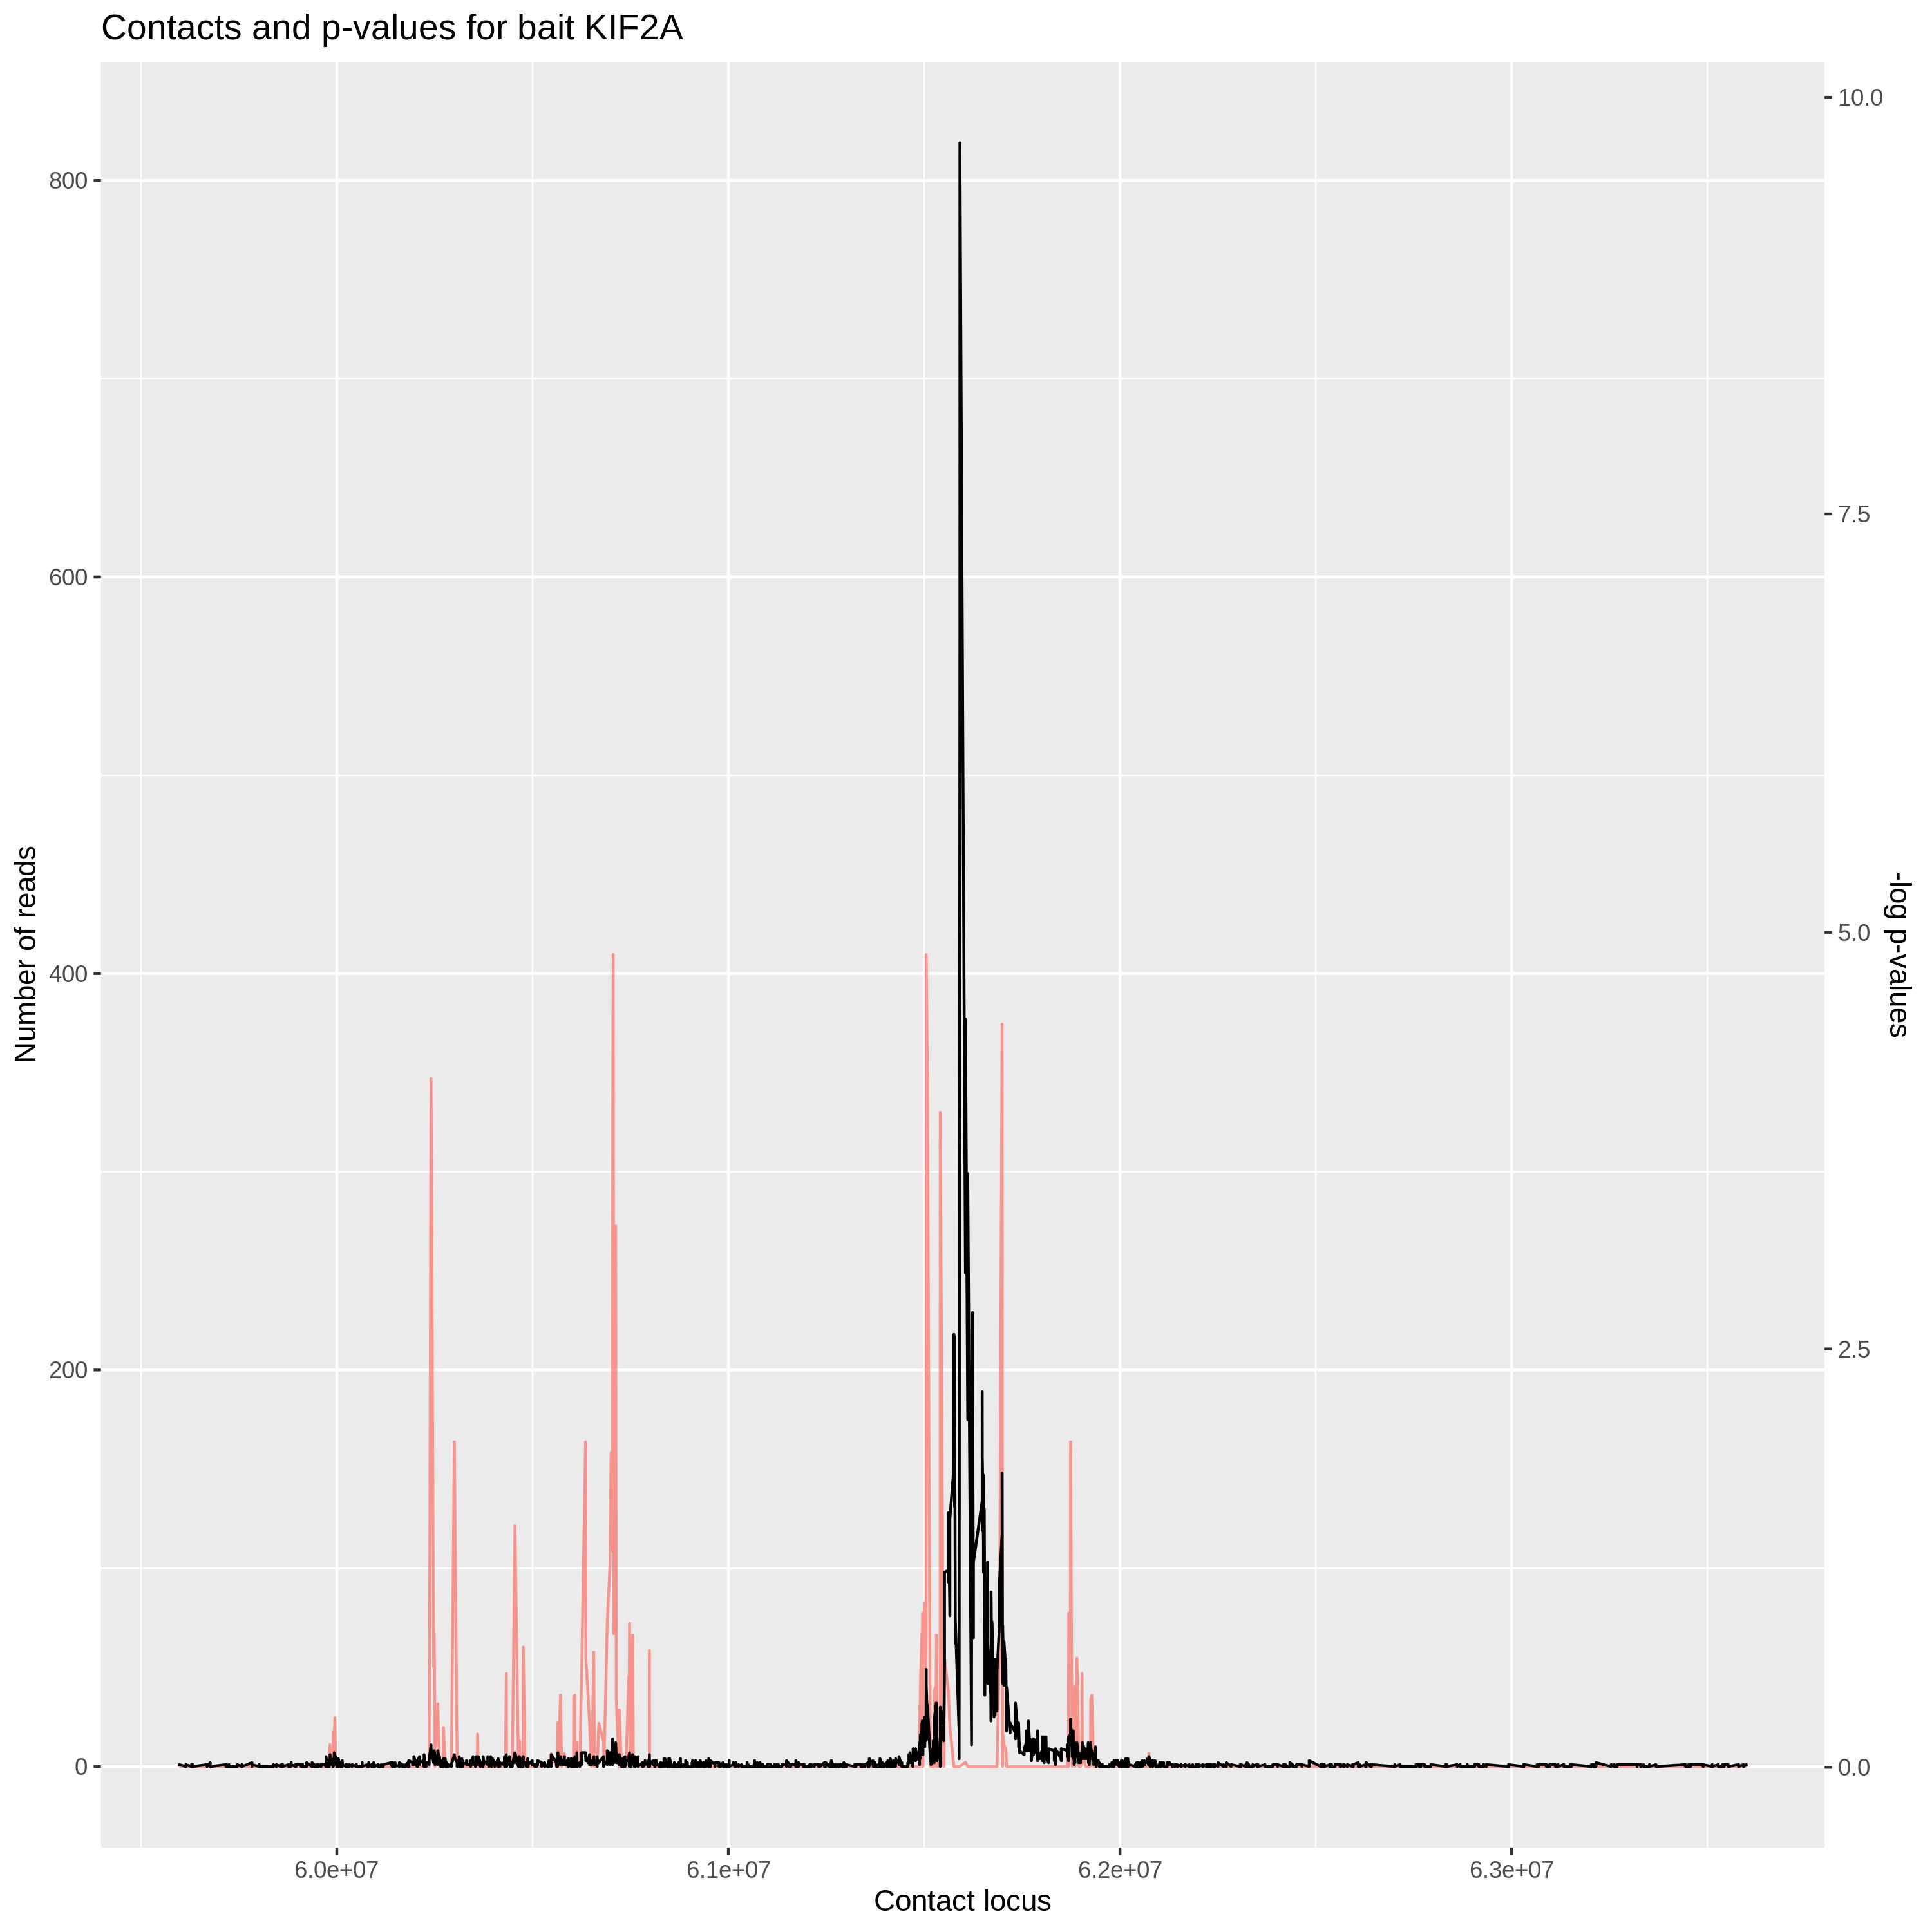 Contacts and p-values for bait KIF2A
Number of reads
800
600
400
200
0
10.0
7.5
5.0
2.5
0.0
-log p-values
6.0e+07
6.1e+07
6.2e+07
6.3e+07
Contact locus